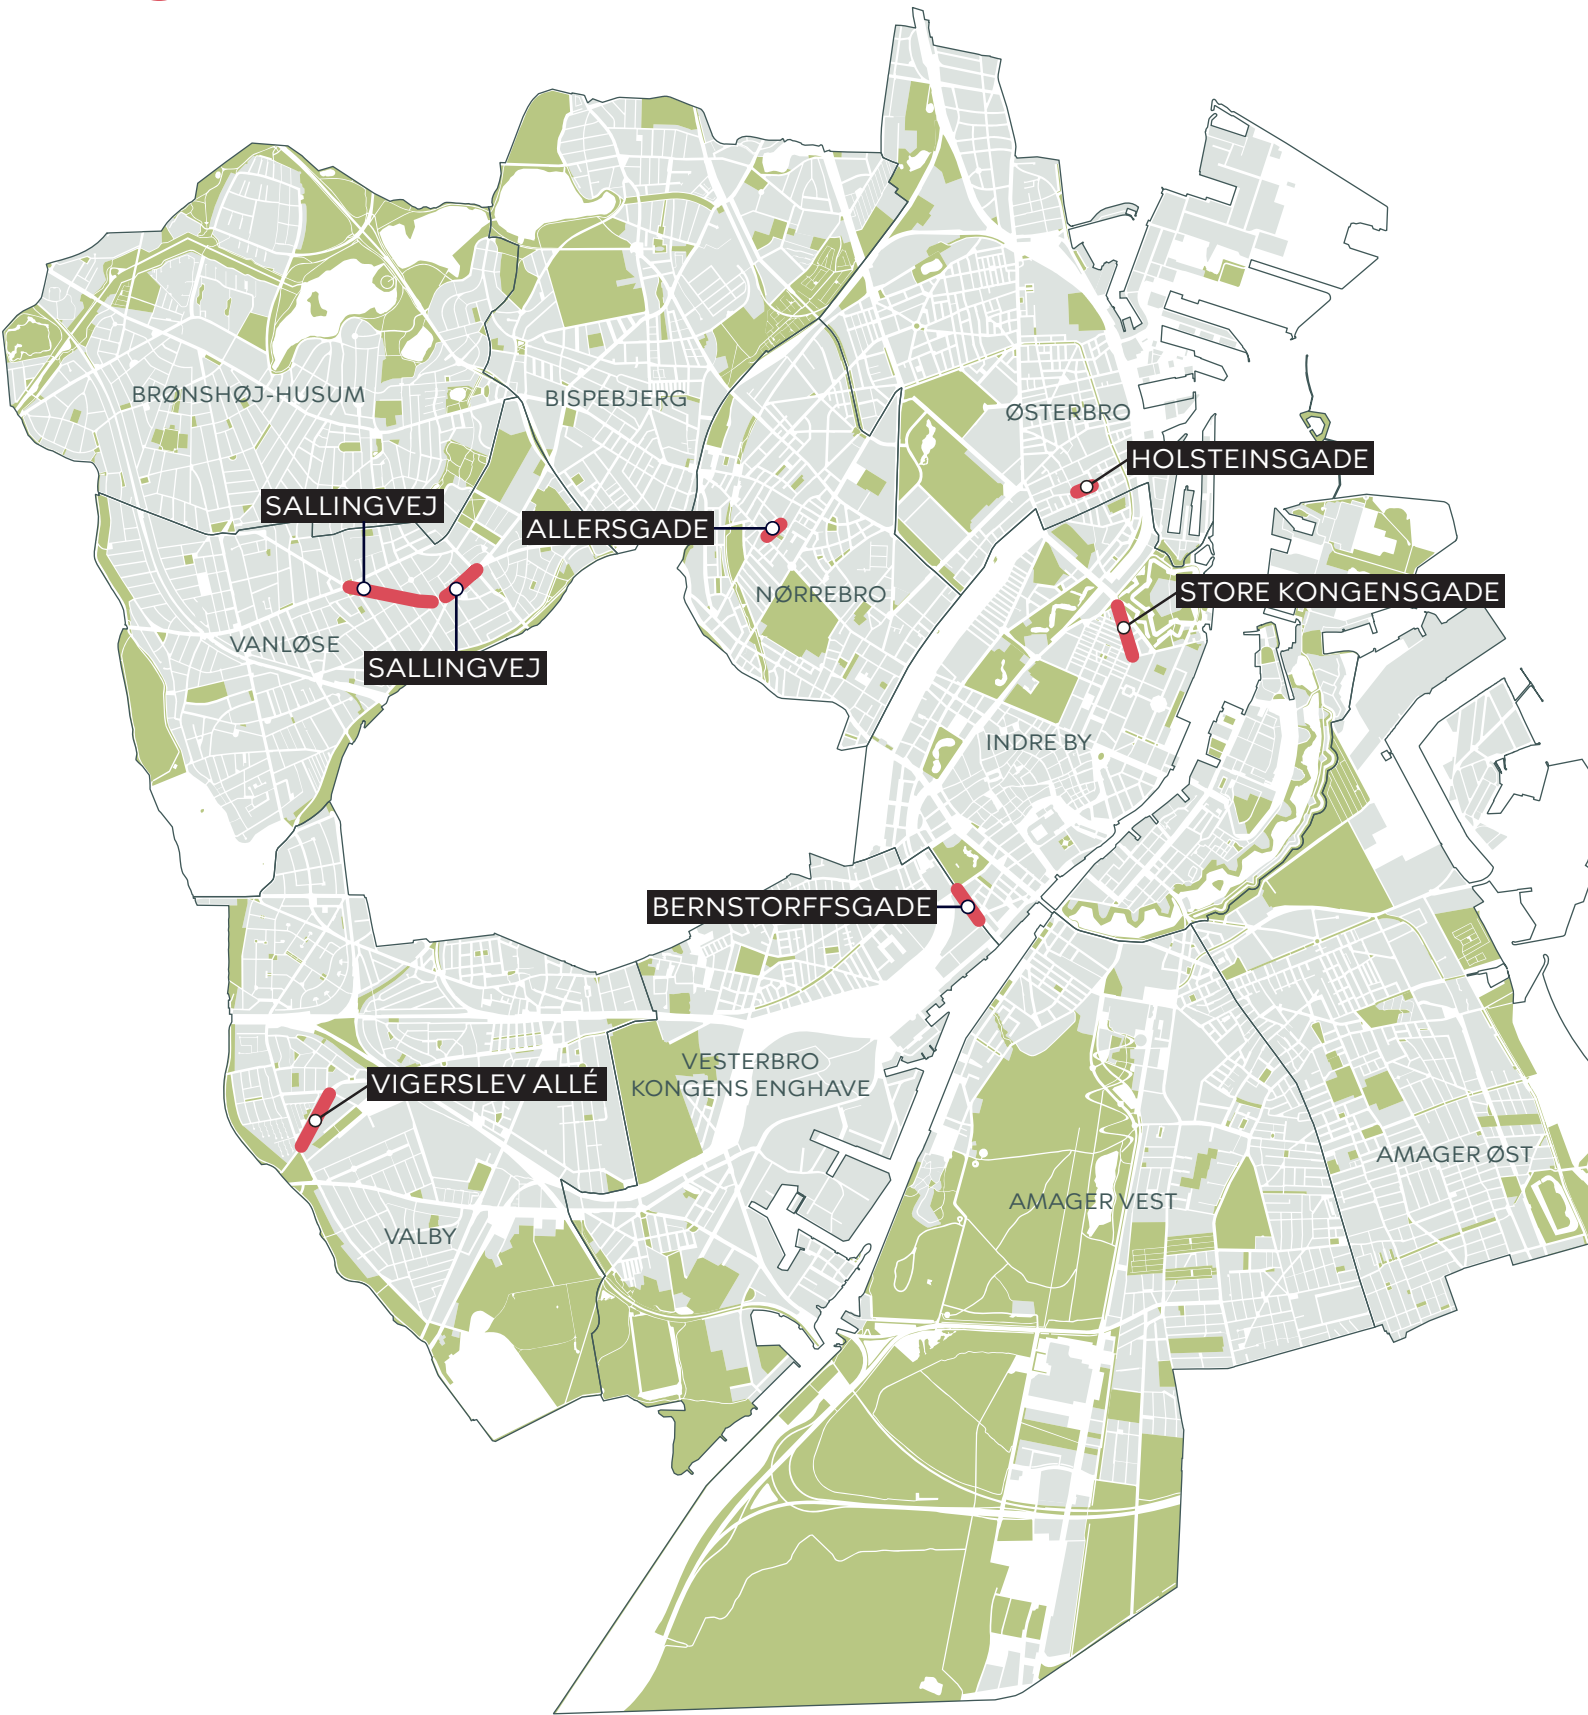 BRØNSHØJ-HUSUM
BISPEBJERG
ØSTERBRO
HOLSTEINSGADE
SALLINGVEJ
ALLERSGADE
STORE KONGENSGADE
NØRREBRO
VANLØSE
SALLINGVEJ
INDRE BY
BERNSTORFFSGADE
VESTERBRO
KONGENS ENGHAVE
VIGERSLEV ALLÉ
AMAGER ØST
AMAGER VEST
VALBY